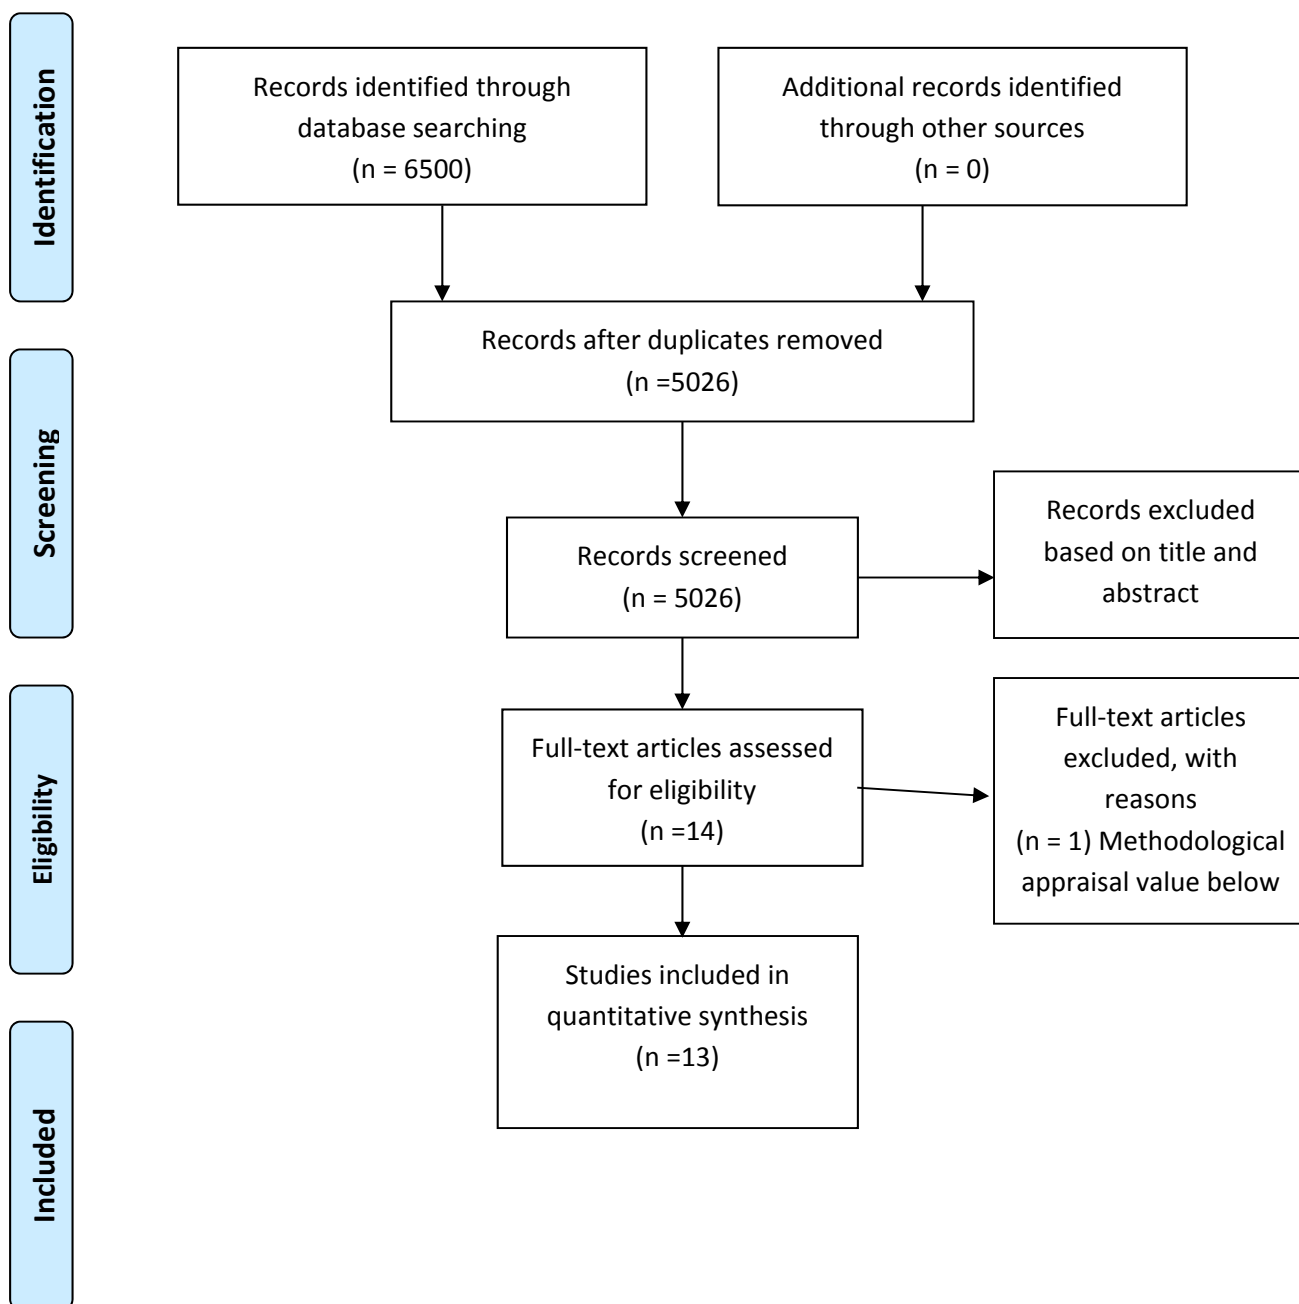 Identification
Records identified through
database searching
(n = 6500)
Additional records identified
through other sources
(n = 0)
Records after duplicates removed
(n =5026)
Screening
Records screened
(n = 5026)
Records excluded
based on title and
abstract
Eligibility
Full-text articles assessed
for eligibility
(n =14)
Full-text articles
excluded, with
reasons
(n = 1) Methodological
appraisal value below
Included
Studies included in
quantitative synthesis
(n =13)